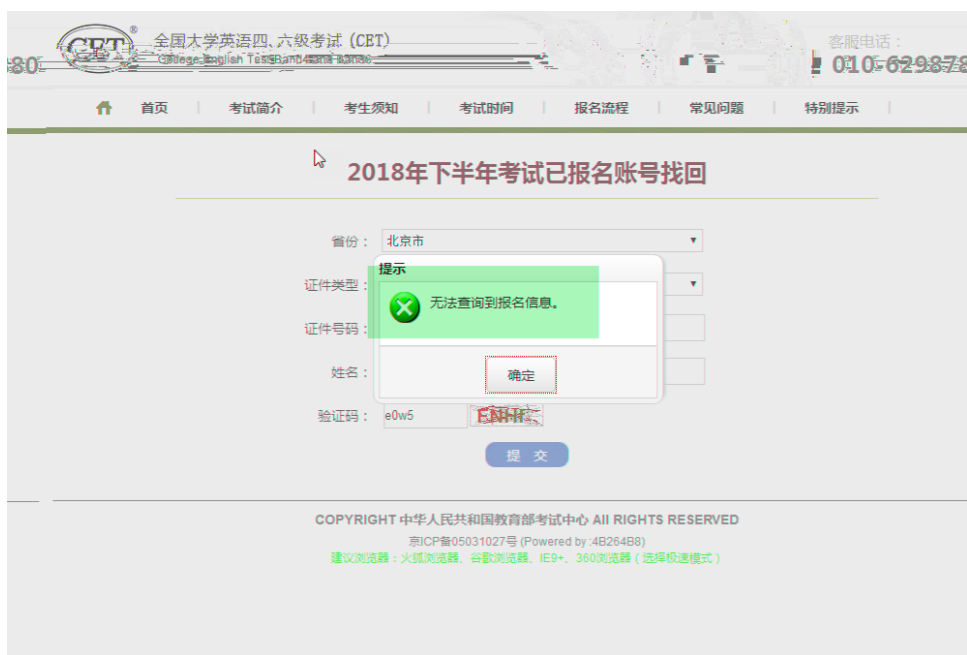 CET
全国大学英语四、六级考试 (CET)
客服电话：
80
首页
考试简介
考生须知
考试时间
报名流程
常见问题
特别提示
2018年下半年考试已报名账号找回
省份：
北京市
提示
证件类型：
无法查询到报名信息。
证件号码：
确定
姓名：
验证码：
e0w5
提 交
COPYRIGHT 中华人民共和国教育部考试中心 All RIGHTS RESERVED
京ICP备05031027号 (Powered by :4B264B8)
建议浏览器：火狐浏览器、谷歌浏览器、IE9+、360浏览器 ( 选择极速模式 )